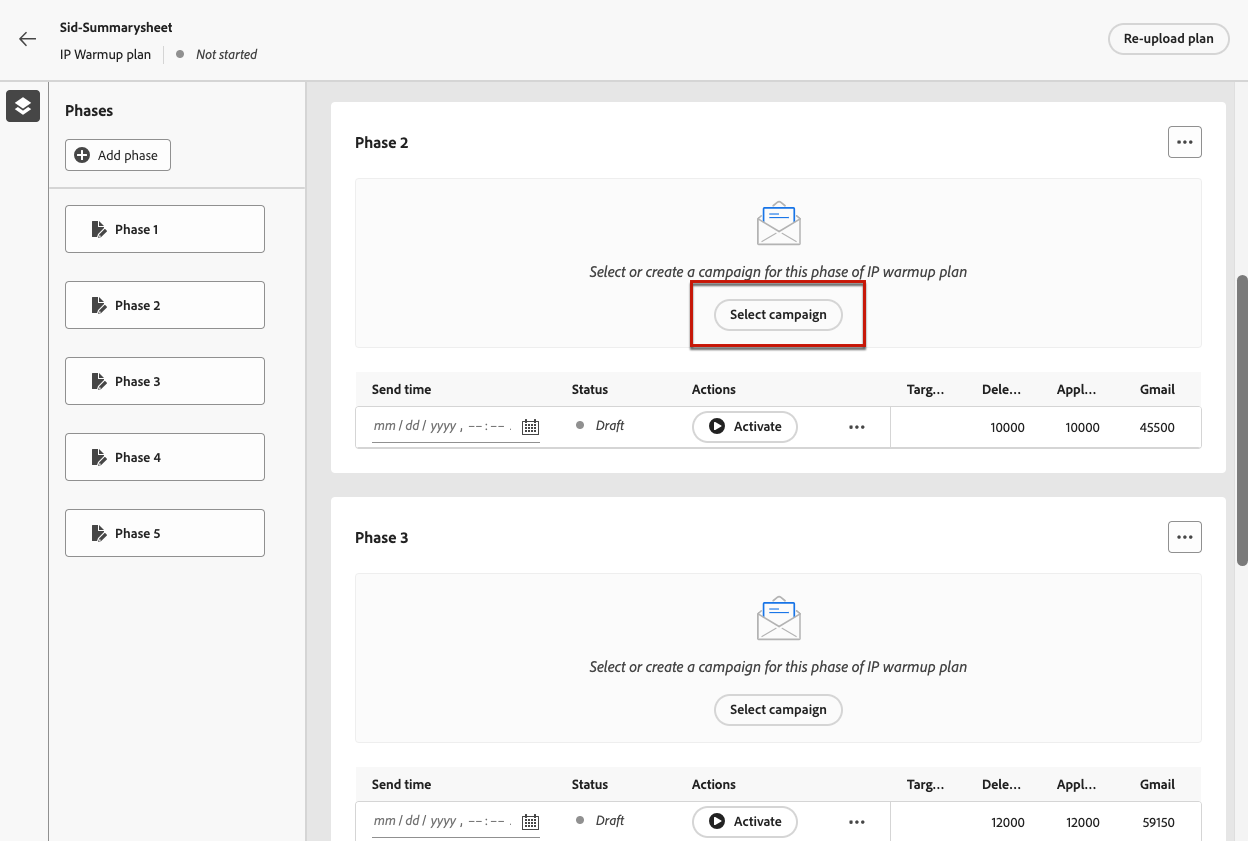 Sid-Summarysheet
IP Warmup plan
Not started
Re-upload plan
Phases
Add phase
Phase 1
Phase 2
Phase 3
Phase 4
Phase 5
Phase 2
Select or create a campaign for this phase of IP warmup plan
Select campaign
Send time Status Actions Targ... Dele... Appl... Gmail
mm / dd / yyyy , --:-- . Draft Activate 10000 10000 45500
Phase 3
Select or create a campaign for this phase of IP warmup plan
Select campaign
Send time Status Actions Targ... Dele... Appl... Gmail
mm / dd / yyyy , --:-- . Draft Activate 12000 12000 59150